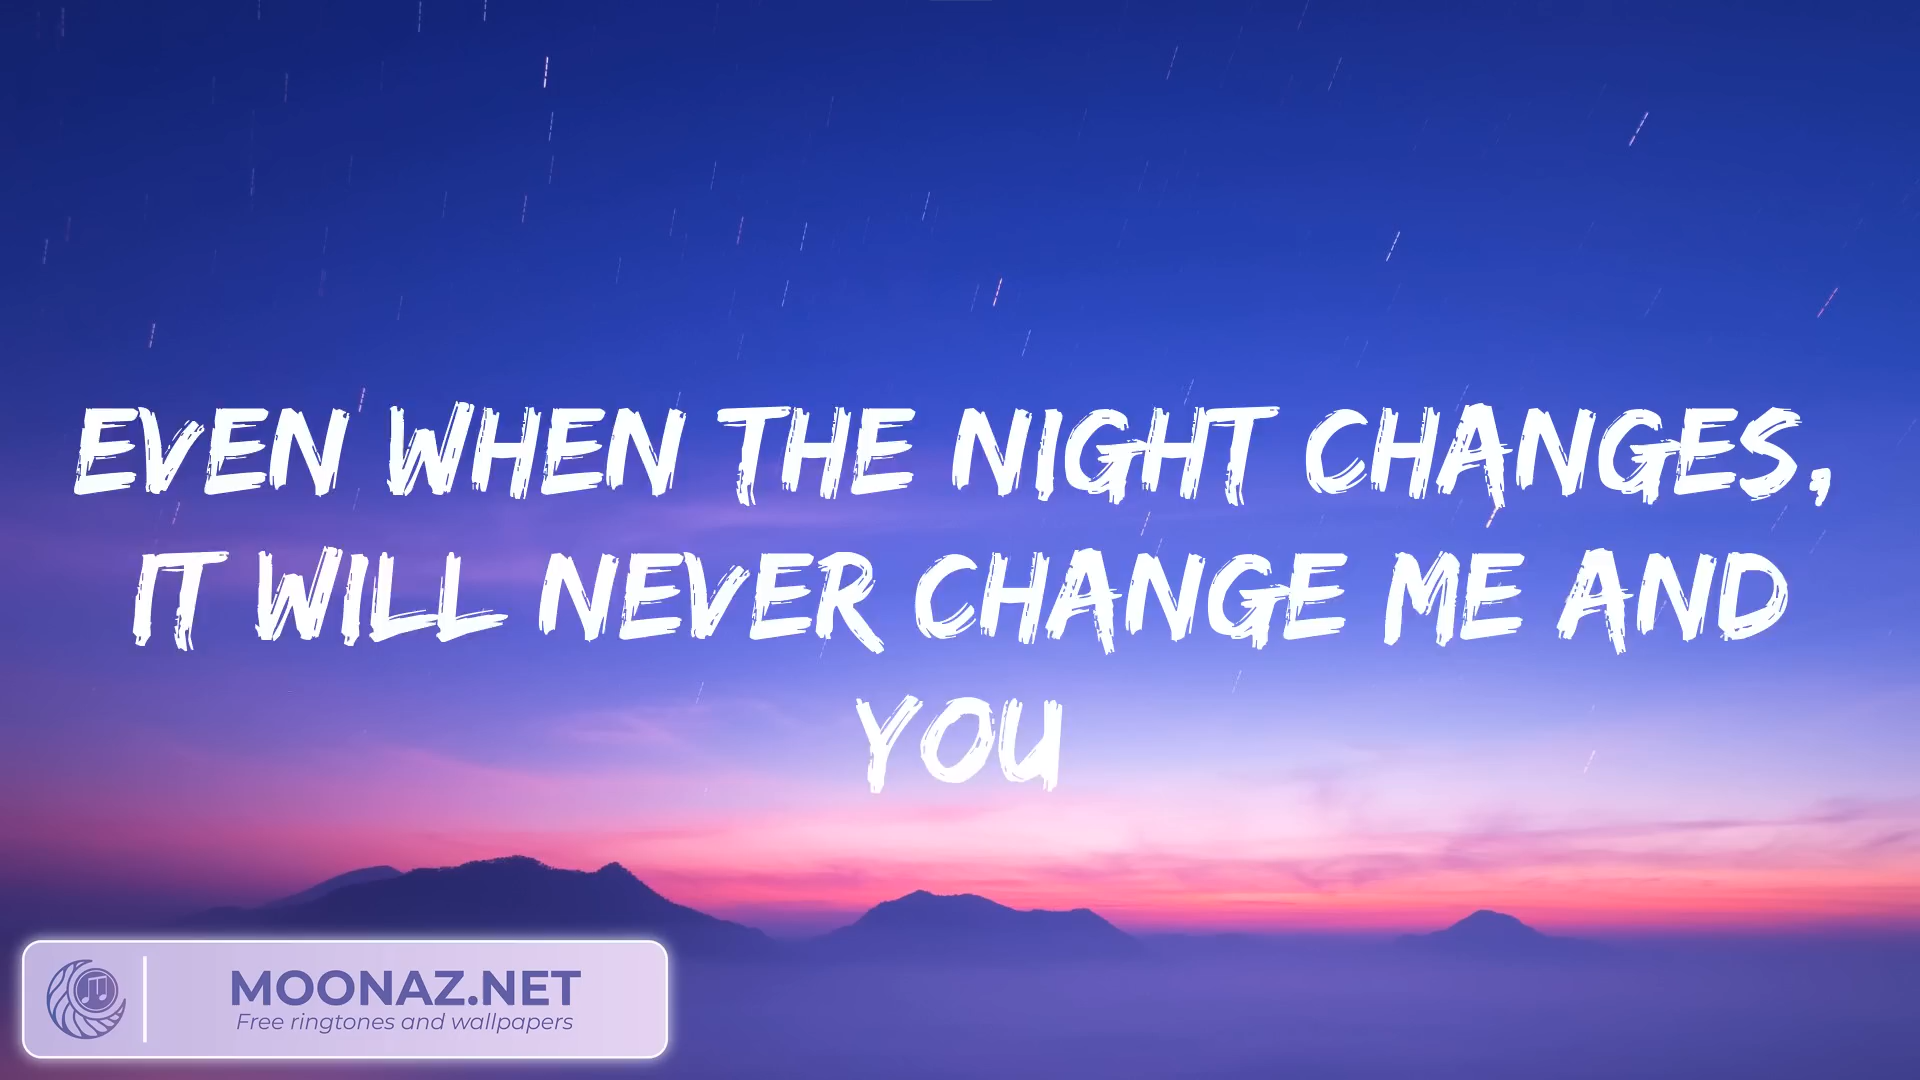 EVEN WHEN THE NIGHT CHANGES,
IT WILL NEVER CHANGE ME AND
YOU
MOONAZ.NET
Free ringtones and wallpapers